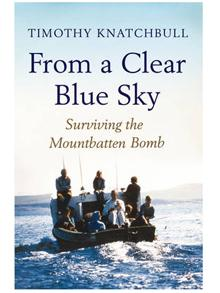 TIMOTHY KNATCHBULL
From a Clear
Blue Sky
Surviving the
Mountbatten Bomb